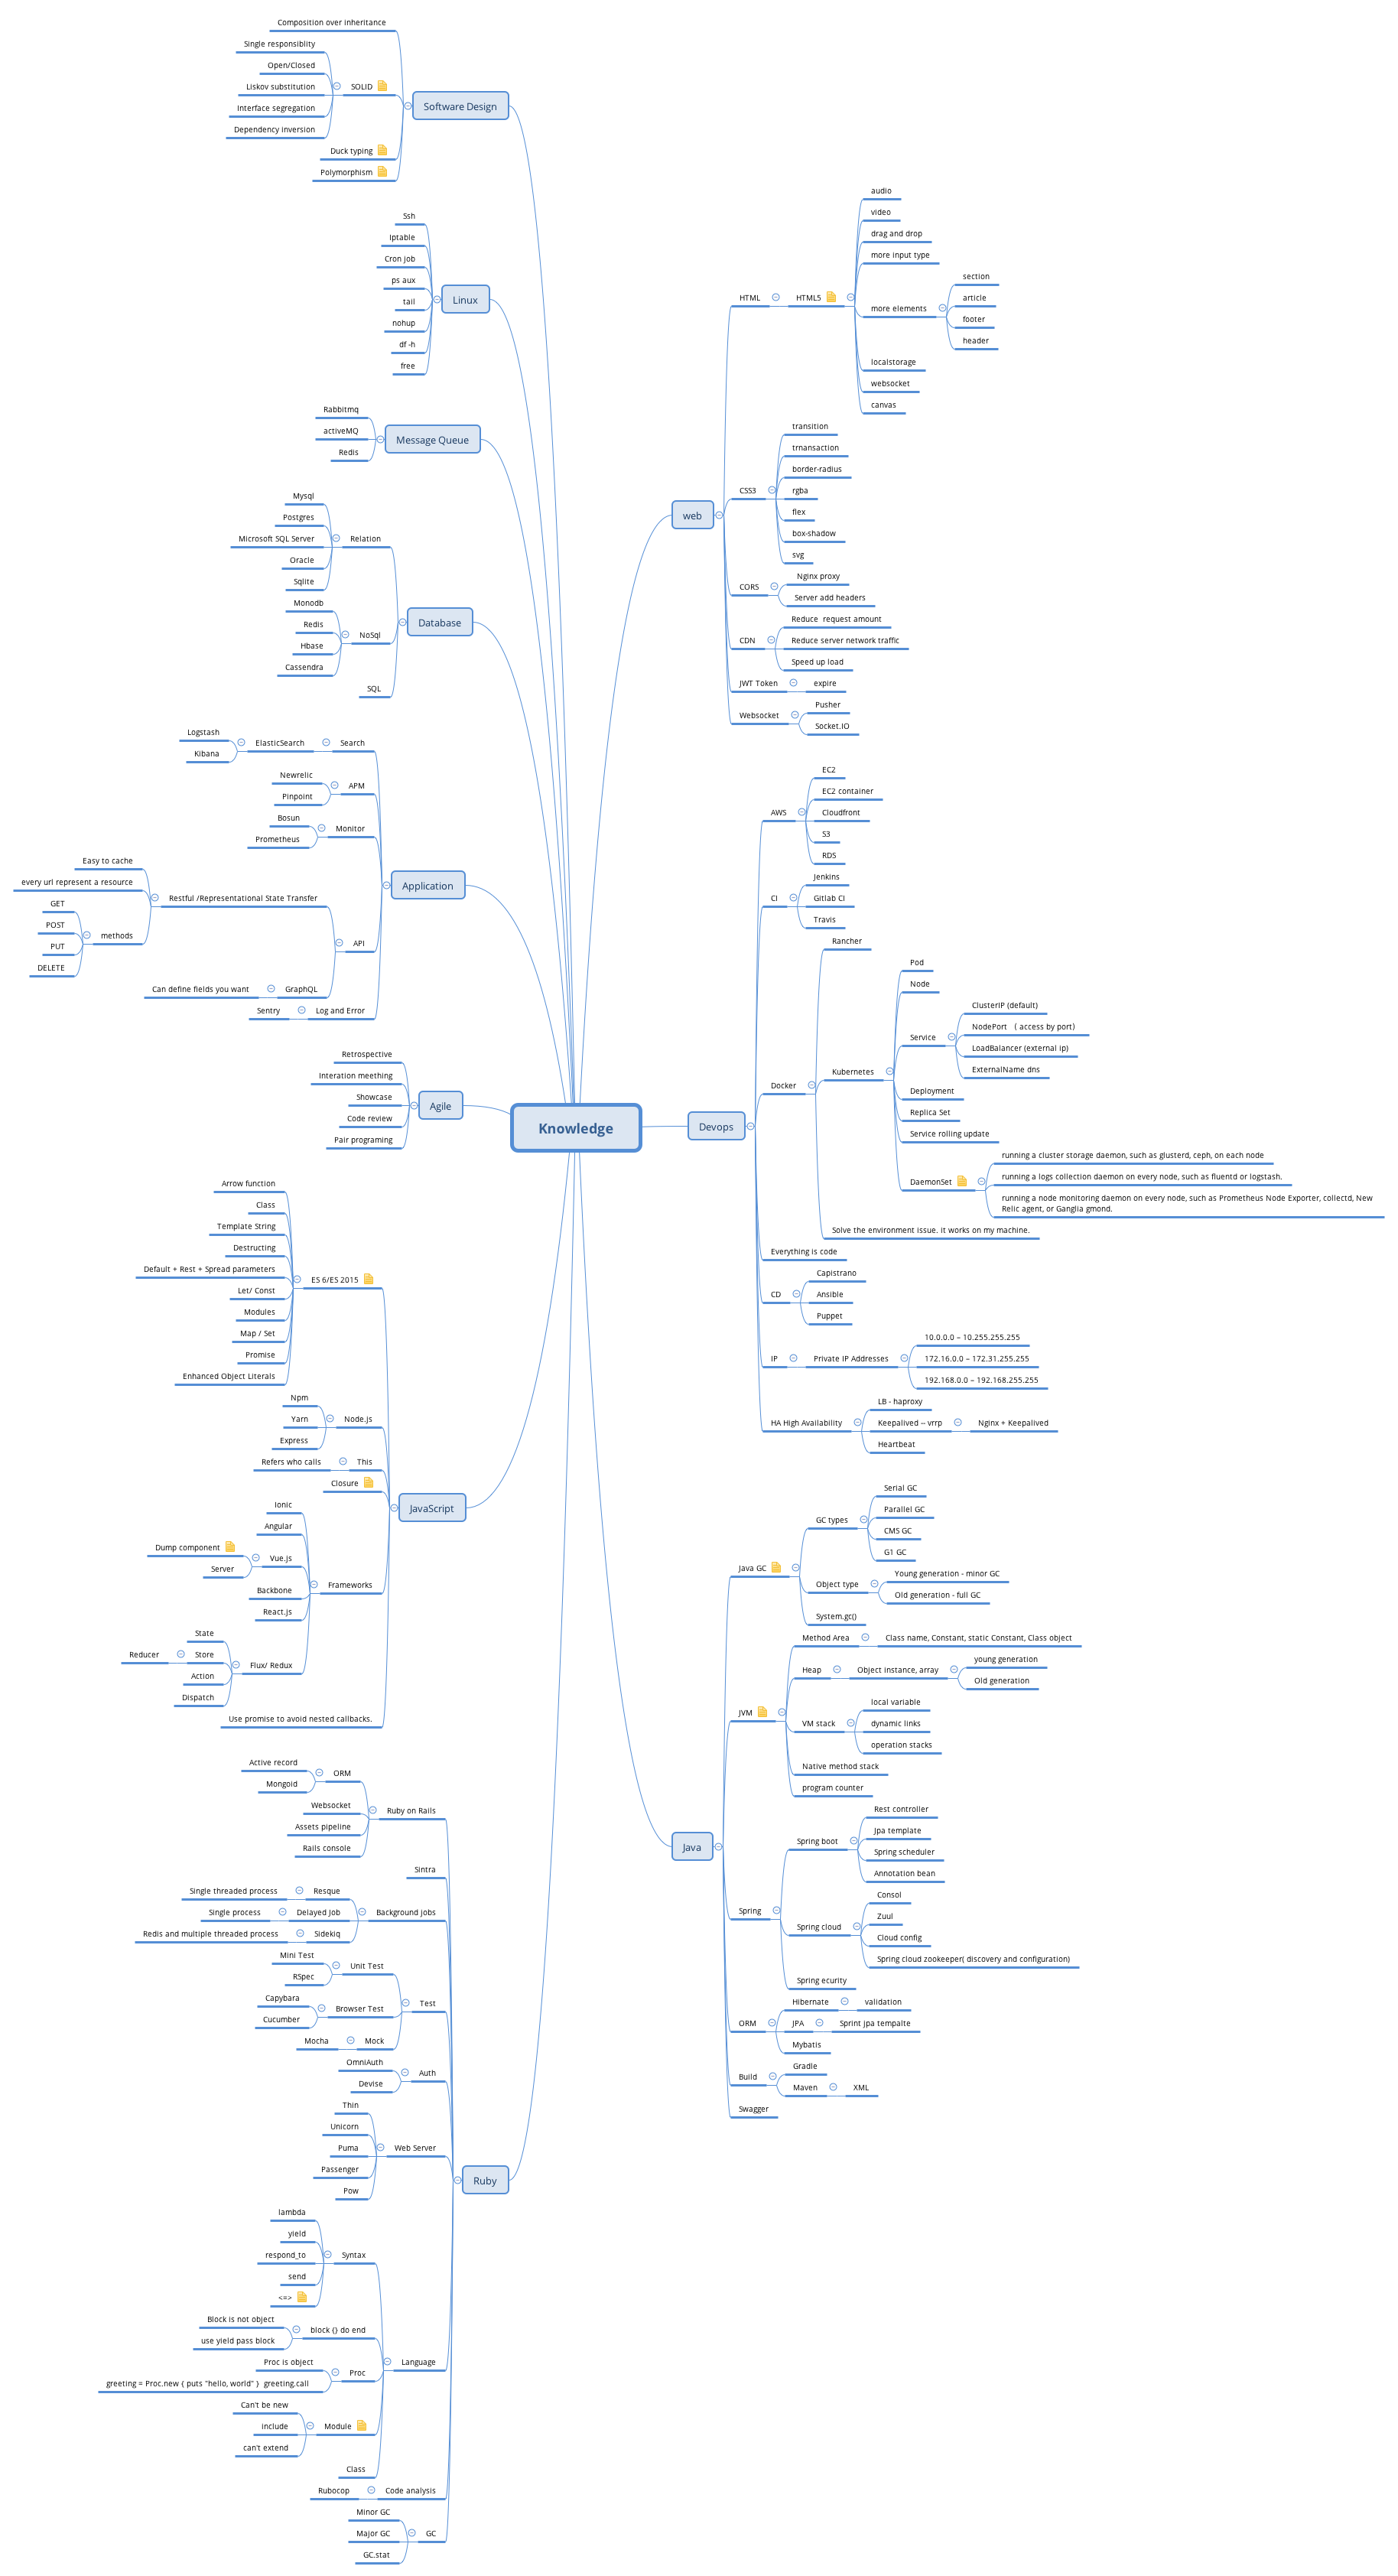 Knowledge
Software Design
Composition over inheritance
SOLID
Single responsiblity
Open/Closed
Liskov substitution
Interface segregation
Dependency inversion
Duck typing
Polymorphism
Linux
Ssh
Iptable
Cron job
ps aux
tail
nohup
df -h
free
Message Queue
Rabbitmq
activeMQ
Redis
Database
Relation
Mysql
Postgres
Microsoft SQL Server
Oracle
Sqlite
NoSql
Monodb
Redis
Hbase
Cassendra
SQL
Application
Search
ElasticSearch
Logstash
Kibana
APM
Newrelic
Pinpoint
Monitor
Bosun
Prometheus
API
Restful /Representational State Transfer
Easy to cache
every url represent a resource
methods
GET
POST
PUT
DELETE
GraphQL
Can define fields you want
Log and Error
Sentry
Agile
Retrospective
Interation meething
Showcase
Code review
Pair programing
JavaScript
ES 6/ES 2015
Arrow function
Class
Template String
Destructing
Default + Rest + Spread parameters
Let/ Const
Modules
Map / Set
Promise
Enhanced Object Literals
Node.js
Npm
Yarn
Express
This
Refers who calls
Closure
Frameworks
Ionic
Angular
Vue.js
Dump component
Server
Backbone
React.js
Flux/ Redux
State
Store
Reducer
Action
Dispatch
Use promise to avoid nested callbacks.
Ruby
Ruby on Rails
ORM
Active record
Mongoid
Websocket
Assets pipeline
Rails console
Sintra
Background jobs
Resque
Single threaded process
Delayed Job
Single process
Sidekiq
Redis and multiple threaded process
Test
Unit Test
Mini Test
RSpec
Browser Test
Capybara
Cucumber
Mock
Mocha
Auth
OmniAuth
Devise
Web Server
Thin
Unicorn
Puma
Passenger
Pow
Language
Syntax
lambda
yield
respond_to
send
<=>
block {} do end
Block is not object
use yield pass block
Proc
Proc is object
greeting = Proc.new { puts "hello, world" }  greeting.call
Module
Can't be new
include
can't extend
Class
Code analysis
Rubocop
GC
Minor GC
Major GC
GC.stat
web
HTML
HTML5
audio
video
drag and drop
more input type
more elements
section
article
footer
header
localstorage
websocket
canvas
CSS3
transition
trnansaction
border-radius
rgba
flex
box-shadow
svg
CORS
Nginx proxy
Server add headers
CDN
Reduce  request amount
Reduce server network traffic
Speed up load
JWT Token
expire
Websocket
Pusher
Socket.IO
Devops
AWS
EC2
EC2 container
Cloudfront
S3
RDS
CI
Jenkins
Gitlab CI
Travis
Docker
Rancher
Kubernetes
Pod
Node
Service
ClusterIP (default)
NodePort （ access by port）
LoadBalancer (external ip)
ExternalName dns
Deployment
Replica Set
Service rolling update
DaemonSet
running a cluster storage daemon, such as glusterd, ceph, on each node
running a logs collection daemon on every node, such as fluentd or logstash.
running a node monitoring daemon on every node, such as Prometheus Node Exporter, collectd, New
Relic agent, or Ganglia gmond.
Solve the environment issue. it works on my machine.
Everything is code
CD
Capistrano
Ansible
Puppet
IP
Private IP Addresses
10.0.0.0 – 10.255.255.255
172.16.0.0 – 172.31.255.255
192.168.0.0 – 192.168.255.255
HA High Availability
LB - haproxy
Keepalived -- vrrp
Nginx + Keepalived
Heartbeat
Java
Java GC
GC types
Serial GC
Parallel GC
CMS GC
G1 GC
Object type
Young generation - minor GC
Old generation - full GC
System.gc()
JVM
Method Area
Class name, Constant, static Constant, Class object
Heap
Object instance, array
young generation
Old generation
VM stack
local variable
dynamic links
operation stacks
Native method stack
program counter
Spring
Spring boot
Rest controller
Jpa template
Spring scheduler
Annotation bean
Spring cloud
Consol
Zuul
Cloud config
Spring cloud zookeeper( discovery and configuration)
Spring ecurity
ORM
Hibernate
validation
JPA
Sprint jpa tempalte
Mybatis
Build
Gradle
Maven
XML
Swagger